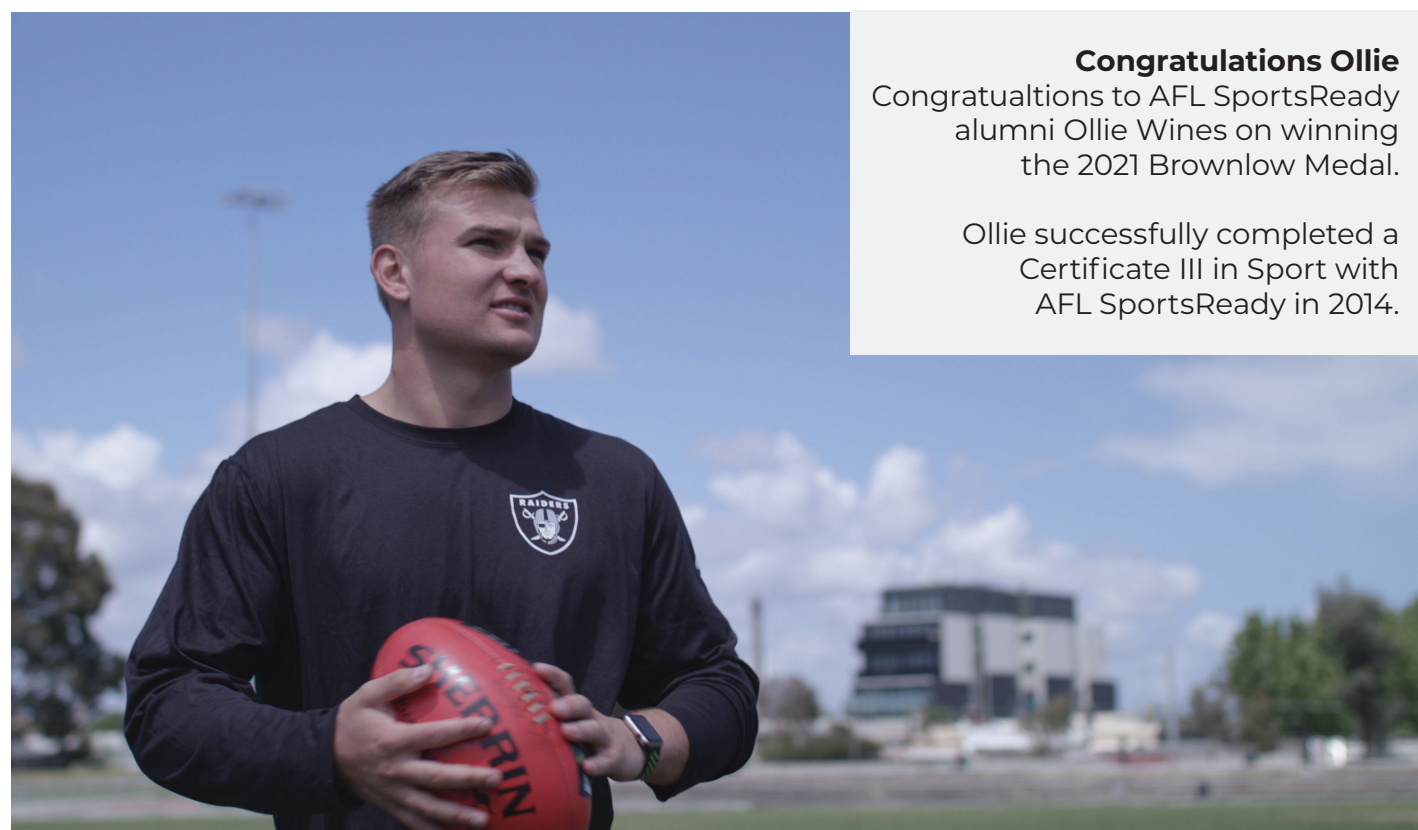 Congratulations Ollie
Congratualtions to AFL SportsReady
alumni Ollie Wines on winning
the 2021 Brownlow Medal.
Ollie successfully completed a
Certificate III in Sport with
AFL SportsReady in 2014.
RAIDERS
SHERRIN